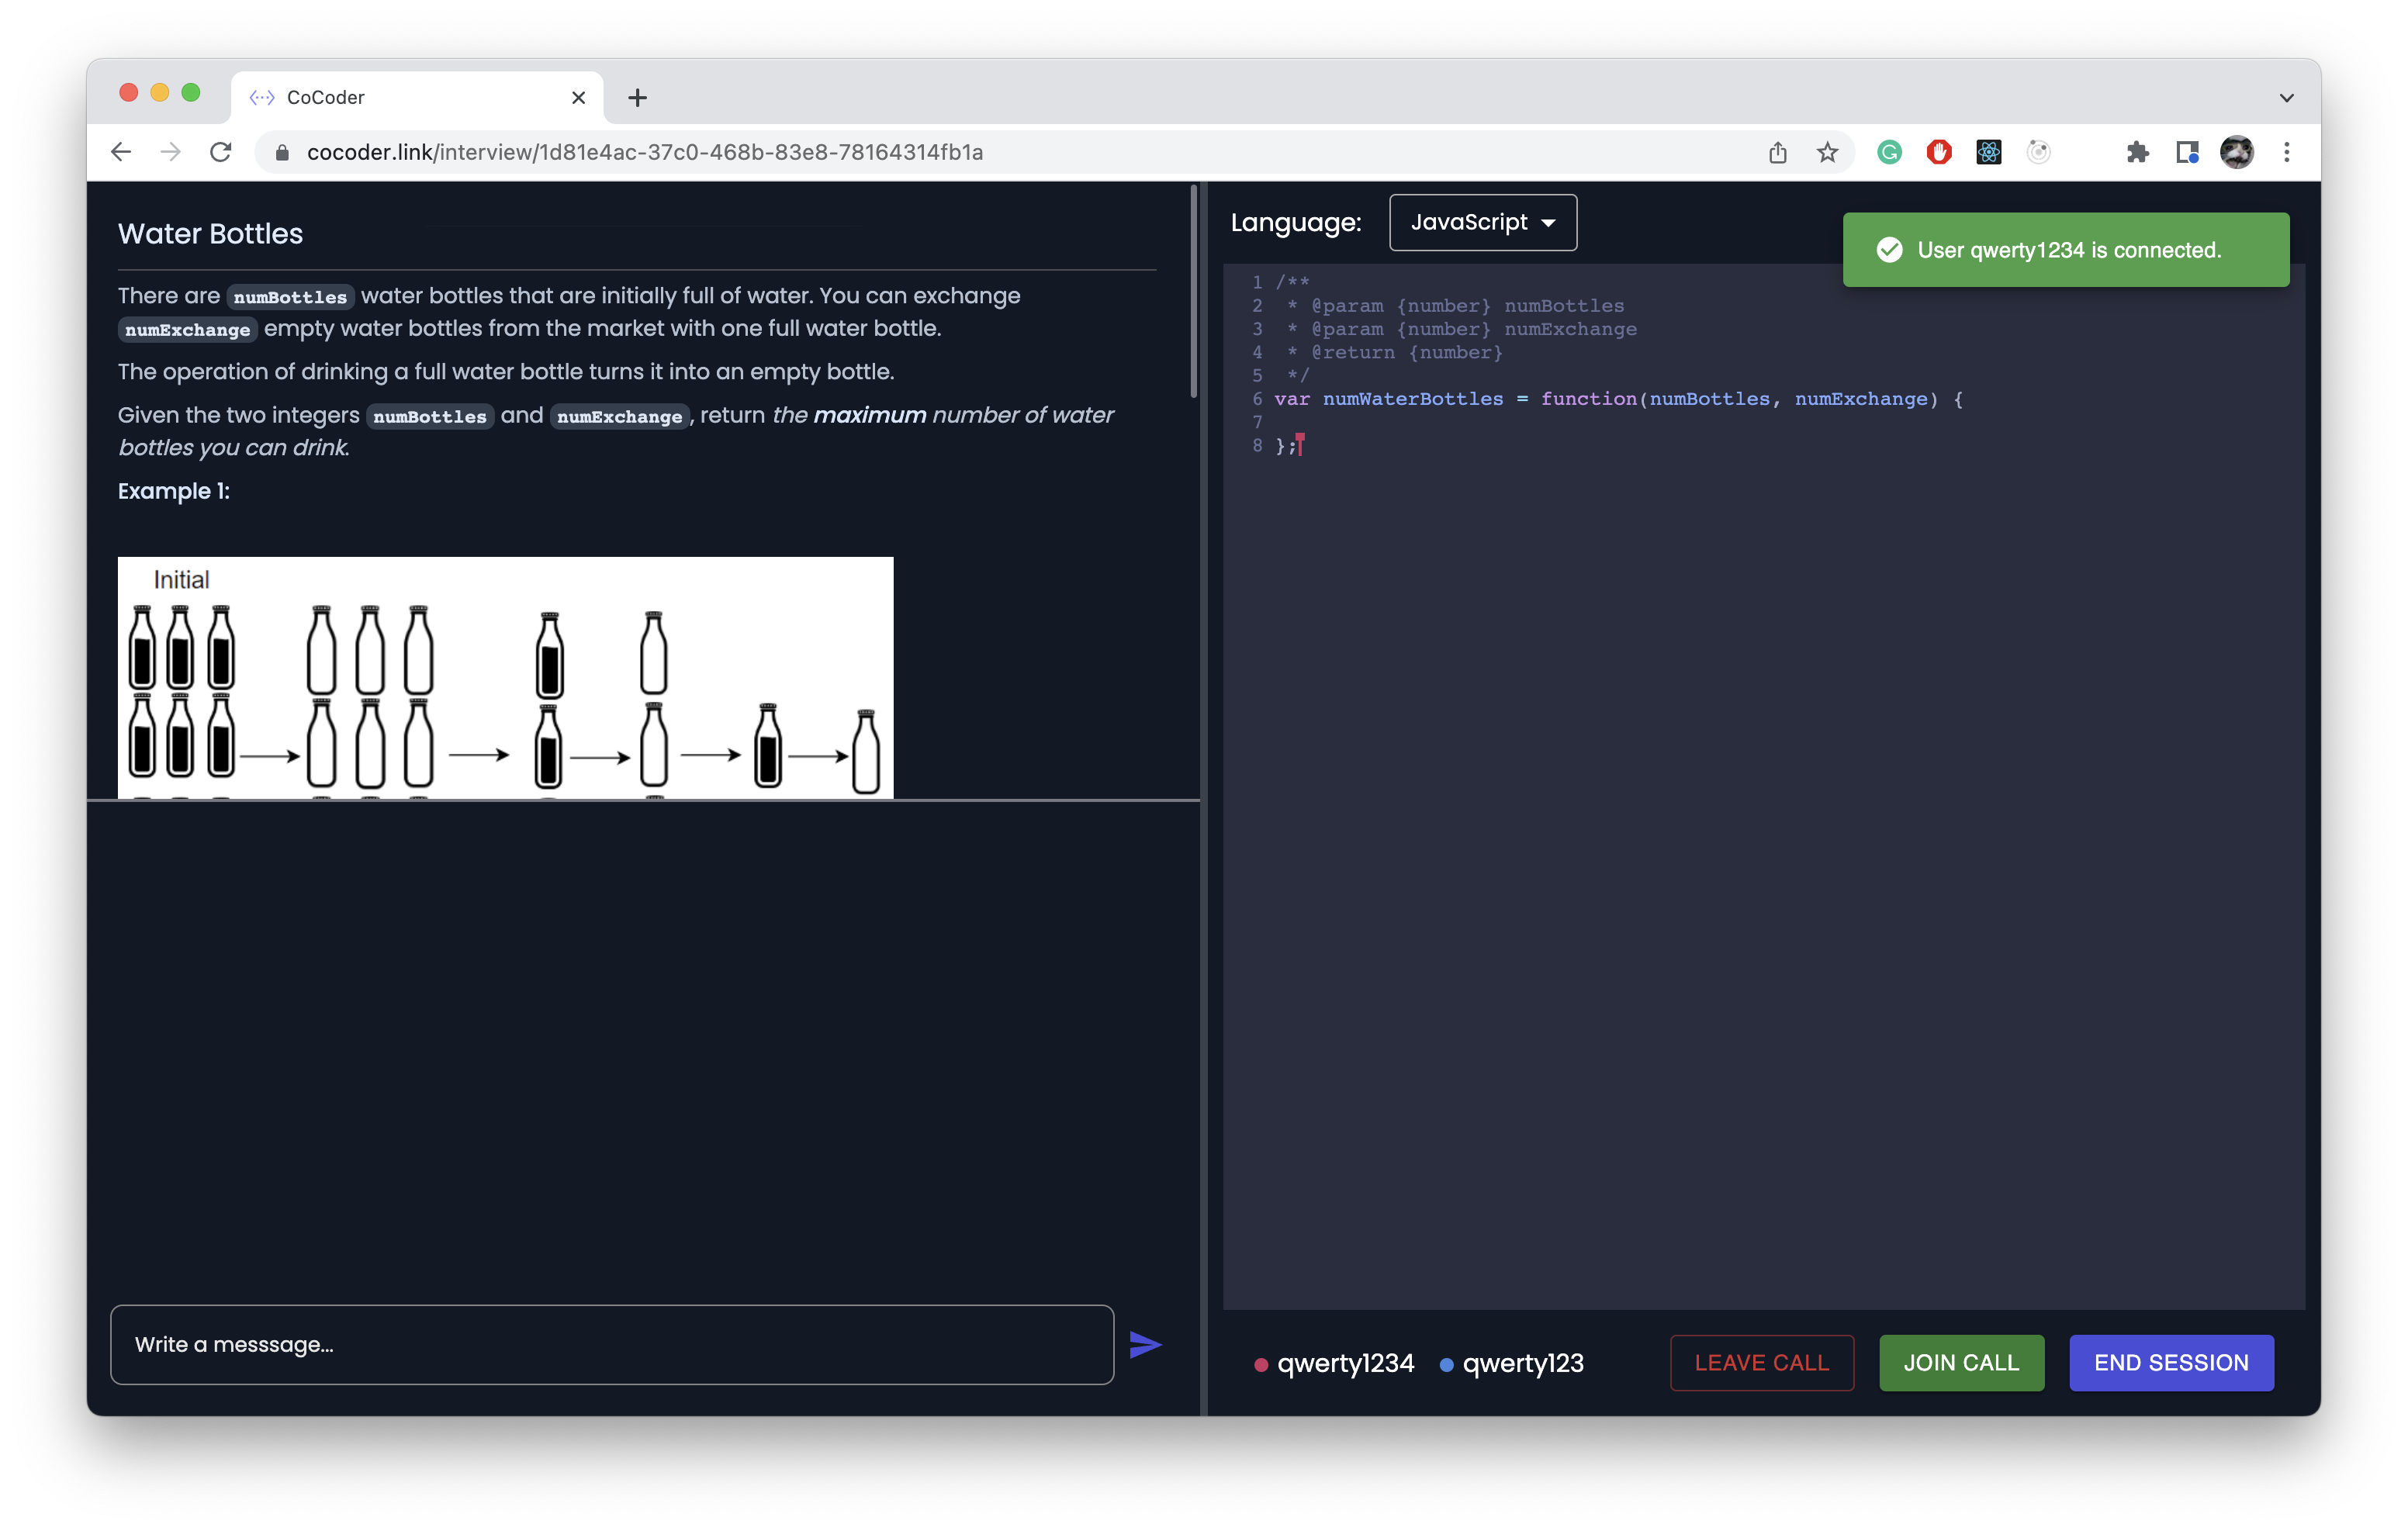 CoCoder
cocoder.link/interview/1d81e4ac-37c0-468b-83e8-78164314fb1a
Water Bottles
There are numBottles water bottles that are initially full of water. You can exchange
numExchange empty water bottles from the market with one full water bottle.
The operation of drinking a full water bottle turns it into an empty bottle.
Given the two integers numBottles and numExchange, return the maximum number of water
bottles you can drink.
Example 1:
Initial
Write a messsage...
Language: JavaScript
User qwerty1234 is connected.
1 /**
2  * @param {number} numBottles
3  * @param {number} numExchange
4  * @return {number}
5  */
6 var numWaterBottles = function(numBottles, numExchange) {
7
8 };
qwerty1234 qwerty123 LEAVE CALL JOIN CALL END SESSION